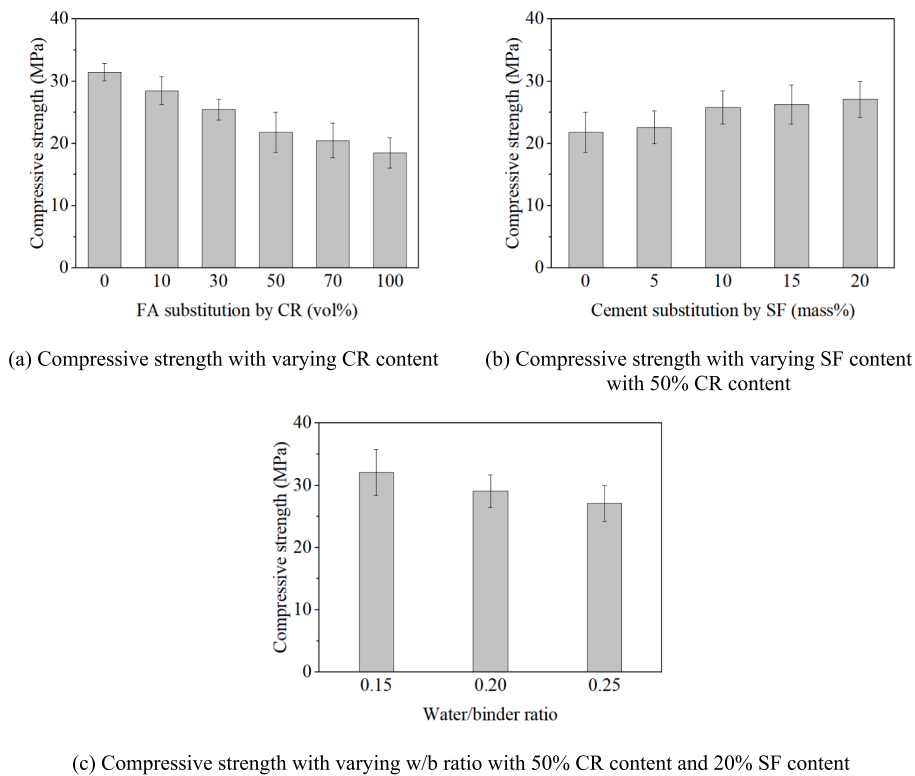 Compressive strength (MPa)
40
30
20
10
0
0 10 30 50 70 100
FA substitution by CR (vol%)
(a) Compressive strength with varying CR content
Compressive strength (MPa)
40
30
20
10
0
0 5 10 15 20
Cement substitution by SF (mass%)
(b) Compressive strength with varying SF content
with 50% CR content
Compressive strength (MPa)
40
30
20
10
0
0.15 0.20 0.25
Water/binder ratio
(c) Compressive strength with varying w/b ratio with 50% CR content and 20% SF content